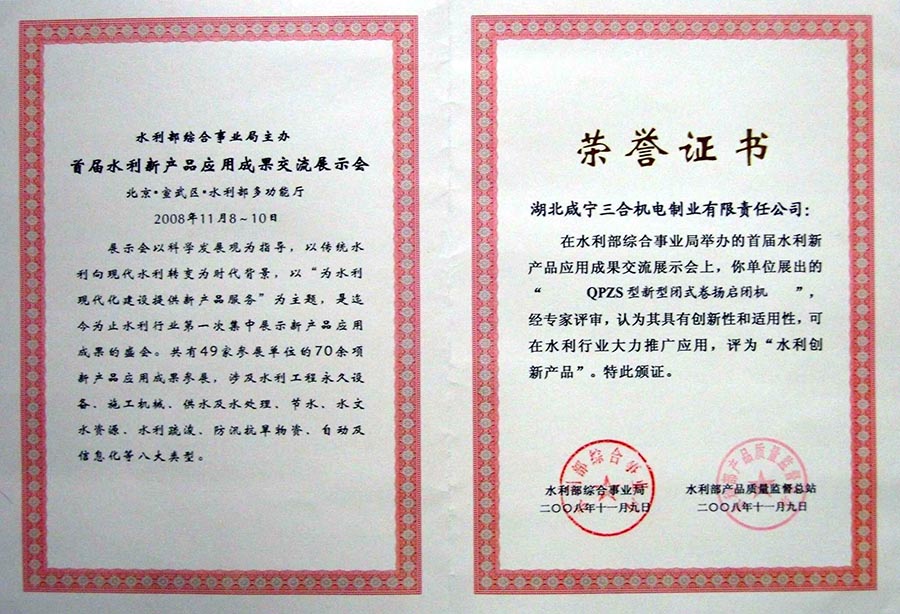 水利部综合事业局主办
首届水利新产品应用成果交流展示会
北京·宣武区·水利部多功能厅
2008年11月8~10日
展示会以科学发展观为指导，以传统水
利向现代水利转变为时代背景，以“为水利
现代化建设提供新产品服务”为主题，是迄
今为止水利行业第一次集中展示新产品应用
成果的盛会。共有49家参展单位的70余项
新产品应用成果参展，涉及水利工程永久设
备、施工机械、供水及水处理、节水、水文
水资源、水利疏浚、防汛抗旱物资、自动及
信息化等八大类型。
荣誉证书
湖北咸宁三合机电制业有限责任公司：
在水利部综合事业局举办的首届水利新
产品应用成果交流展示会上，你单位展出的
“ QPZS型新型闭式卷扬启闭机 ”，
经专家评审，认为其具有创新性和适用性，可
在水利行业大力推广应用，评为“水利创
新产品”。特此颁证。
水利部综合事业局
二〇〇八年十一月九日
水利部产品质量监督总站
二〇〇八年十一月九日